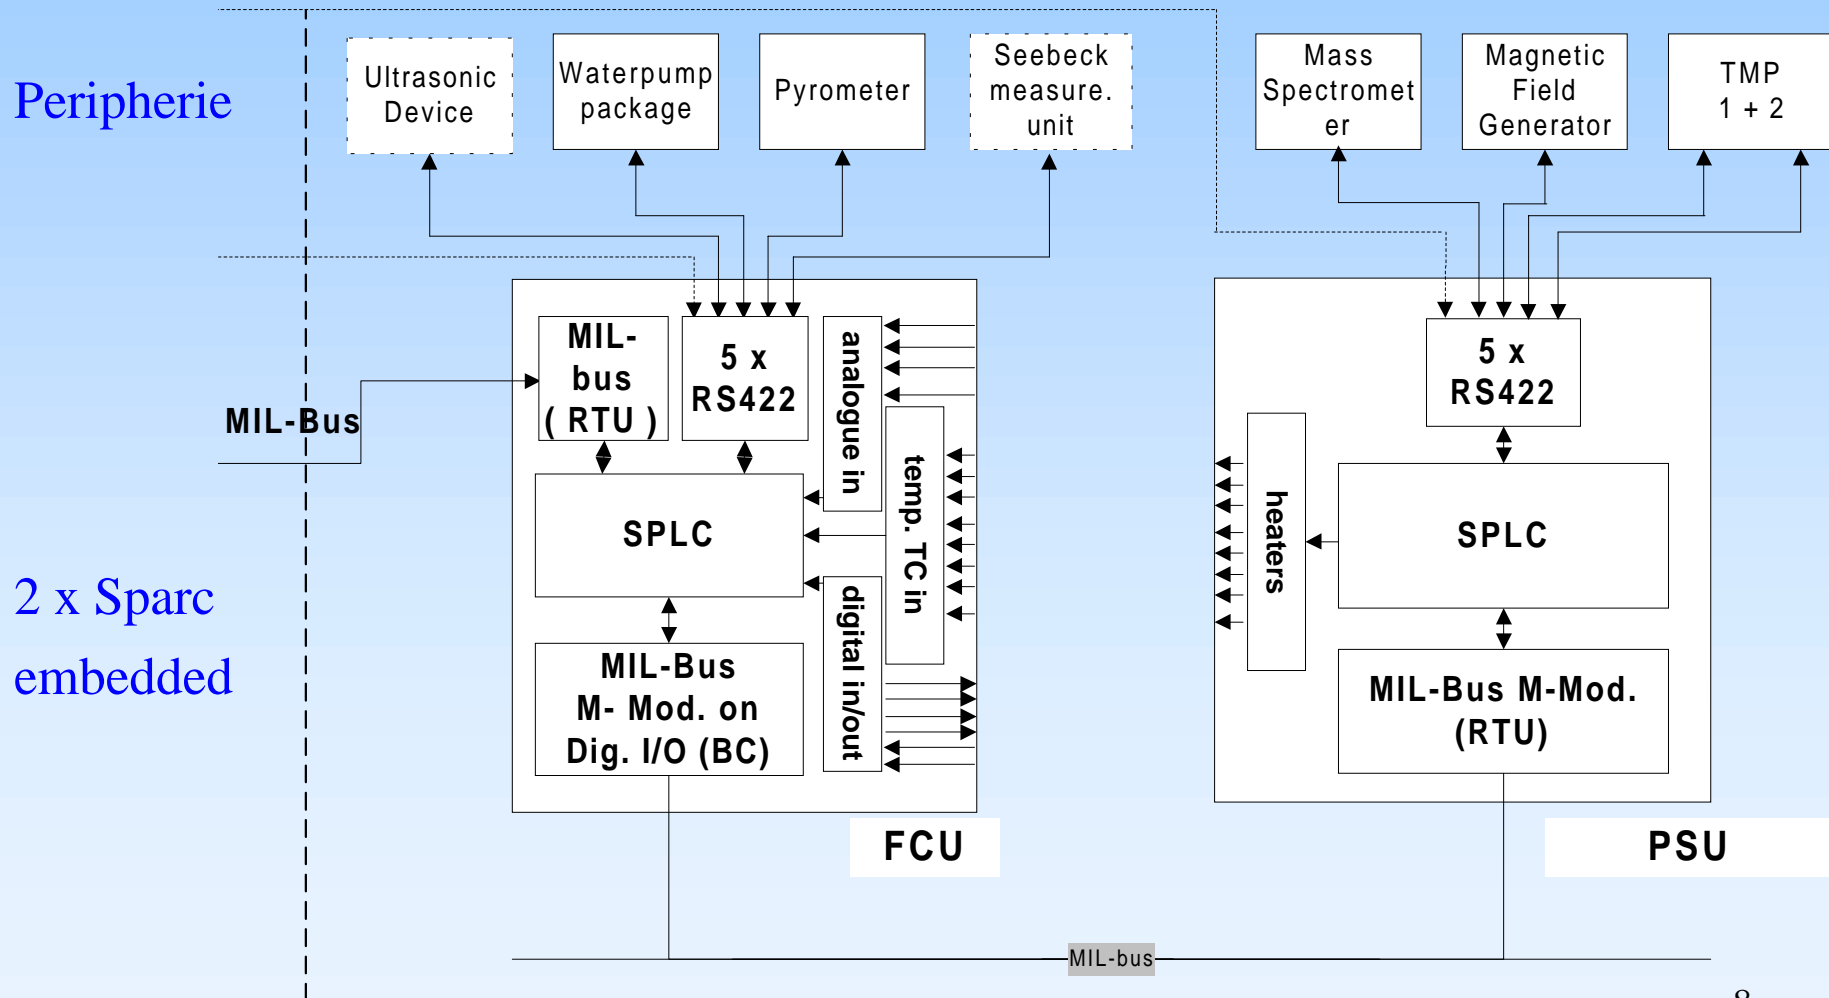 Peripherie
Ultrasonic
Device
Waterpump
package
Pyrometer
Seebeck
measure.
unit
Mass
Spectromet
er
Magnetic
Field
Generator
TMP
1 + 2
MIL-Bus
MIL-
bus
( RTU )
5 x
RS422
analogue in
temp. TC in
digital in/out
SPLC
MIL-Bus
M- Mod. on
Dig. I/O (BC)
FCU
2 x Sparc
embedded
5 x
RS422
heaters
SPLC
MIL-Bus M-Mod.
(RTU)
PSU
MIL-bus